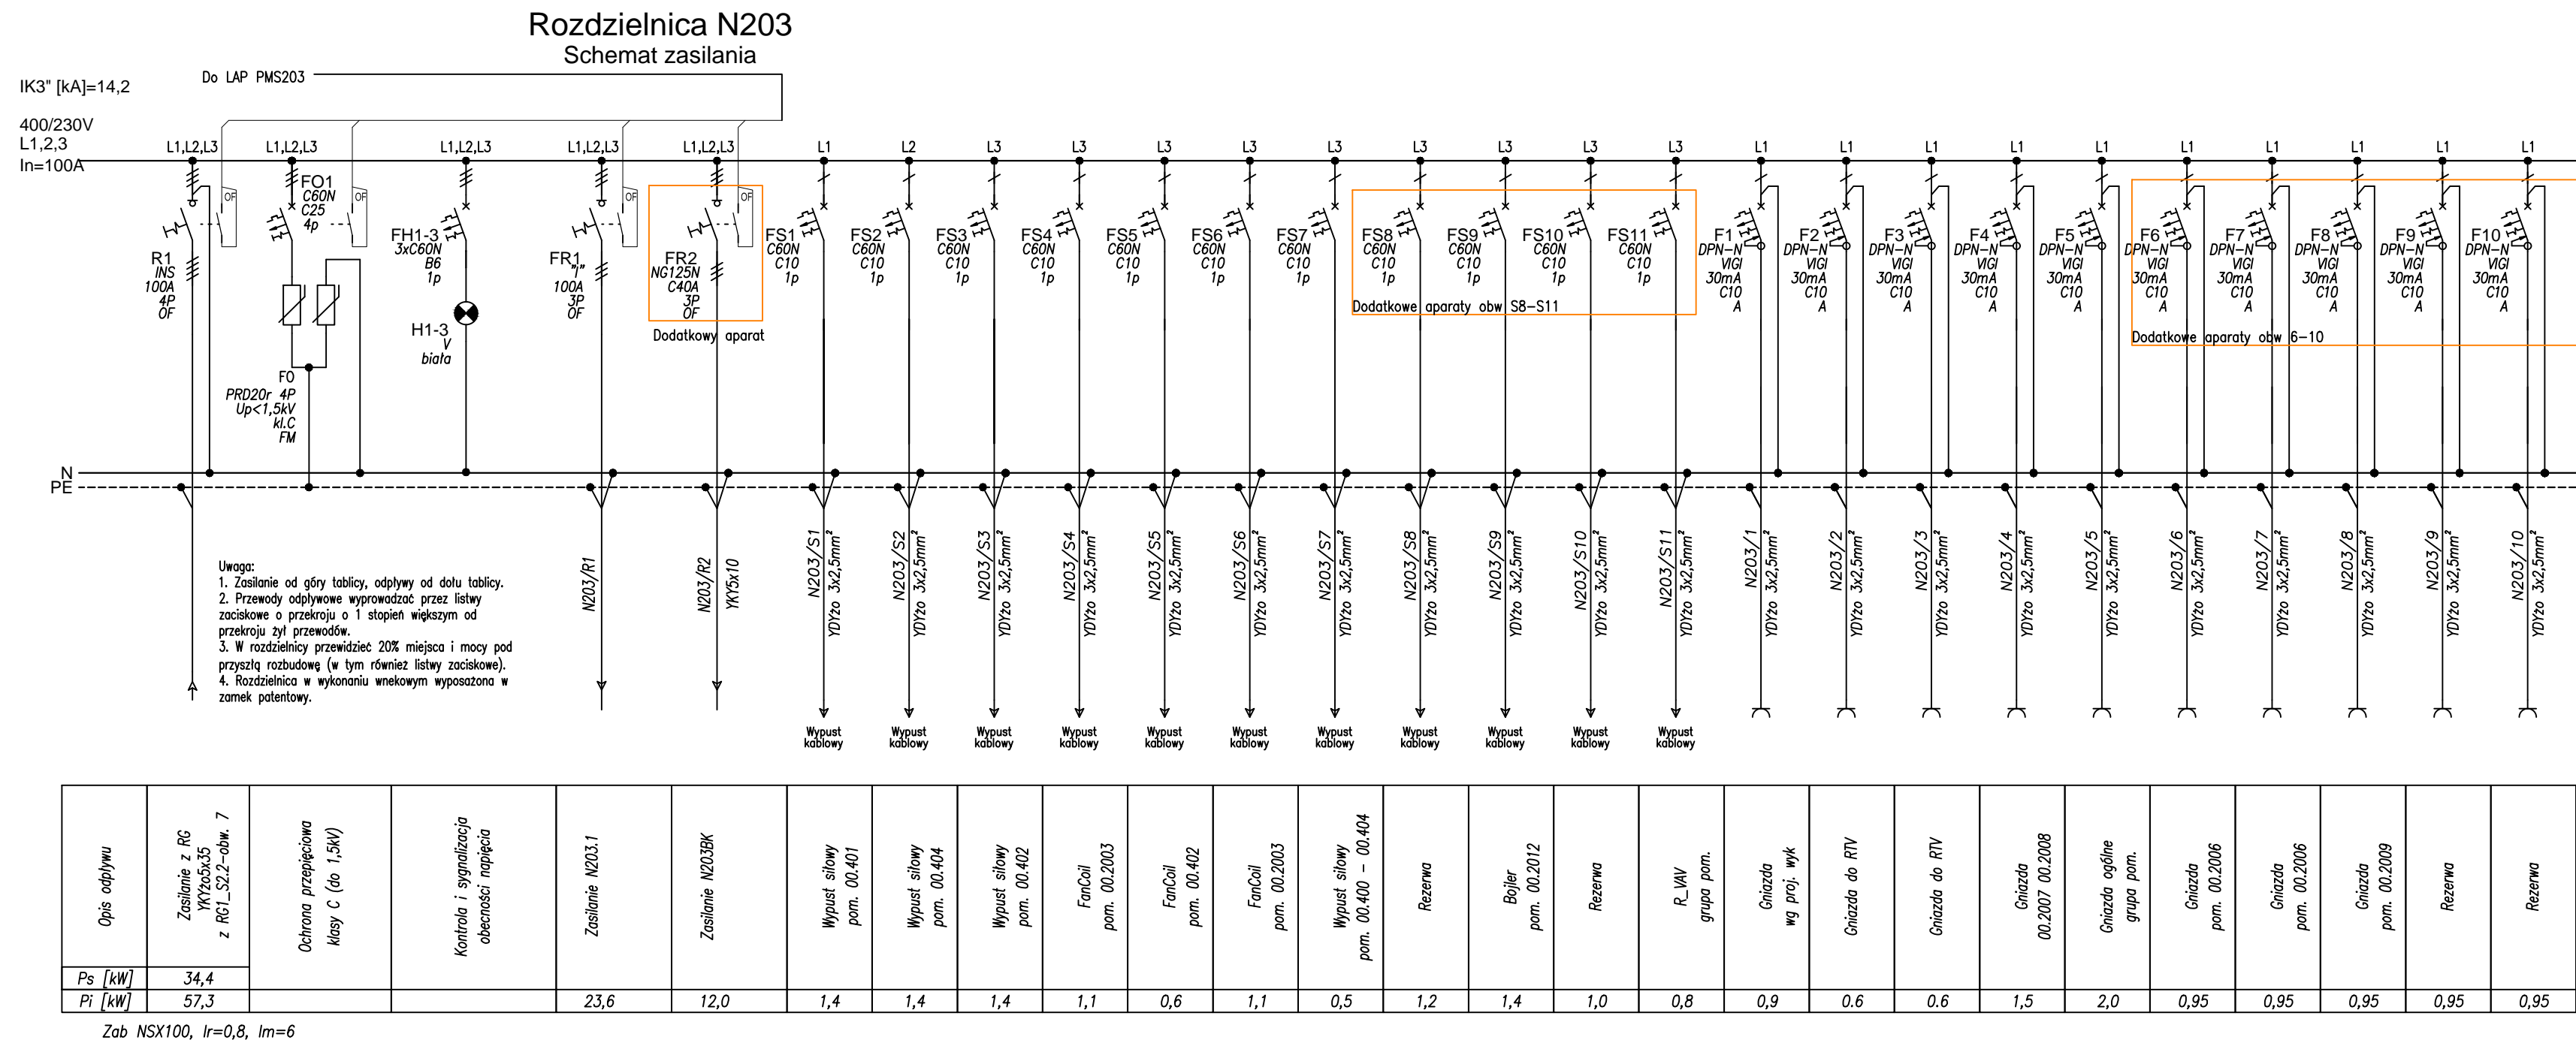 Rozdzielnica N203
Schemat zasilania
Do LAP PMS203
IK3" [kA]=14,2
400/230V
L1,2,3
In=100A
L1,L2,L3
L1,L2,L3
L1,L2,L3
L1,L2,L3
L1,L2,L3
L1
L2
L3
L3
L3
L3
L3
L3
L3
L3
L3
L1
L1
L1
L1
L1
L1
L1
L1
L1
L1
OF
OF
OF
OF
R1
INS
100A
4P
OF
FO1
C60N
C25
4p
F0
PRD20r 4P
Up<1,5kV
kl.C
FM
FH1-3
3xC60N
B6
1p
H1-3
V
biała
FR1
"I"
100A
3P
OF
FR2
NG125N
C40A
3P
OF
Dodatkowy aparat
FS1
C60N
C10
1p
FS2
C60N
C10
1p
FS3
C60N
C10
1p
FS4
C60N
C10
1p
FS5
C60N
C10
1p
FS6
C60N
C10
1p
FS7
C60N
C10
1p
FS8
C60N
C10
1p
FS9
C60N
C10
1p
FS10
C60N
C10
1p
FS11
C60N
C10
1p
Dodatkowe aparaty obw S8-S11
F1
DPN-N
VIGI
30mA
C10
A
F2
DPN-N
VIGI
30mA
C10
A
F3
DPN-N
VIGI
30mA
C10
A
F4
DPN-N
VIGI
30mA
C10
A
F5
DPN-N
VIGI
30mA
C10
A
F6
DPN-N
VIGI
30mA
C10
A
F7
DPN-N
VIGI
30mA
C10
A
F8
DPN-N
VIGI
30mA
C10
A
F9
DPN-N
VIGI
30mA
C10
A
F10
DPN-N
VIGI
30mA
C10
A
Dodatkowe aparaty obw 6-10
N
PE
Uwaga:
1. Zasilanie od góry tablicy, odpływy od dołu tablicy.
2. Przewody odpływowe wyprowadzać przez listwy
zaciskowe o przekroju o 1 stopień większym od
przekroju żył przewodów.
3. W rozdzielnicy przewidzieć 20% miejsca i mocy pod
przyszłą rozbudowę (w tym również listwy zaciskowe).
4. Rozdzielnica w wykonaniu wnekowym wyposażona w
zamek patentowy.
N203/R1
N203/R2
YKY5x10
N203/S1
YDYżo 3x2,5mm²
N203/S2
YDYżo 3x2,5mm²
N203/S3
YDYżo 3x2,5mm²
N203/S4
YDYżo 3x2,5mm²
N203/S5
YDYżo 3x2,5mm²
N203/S6
YDYżo 3x2,5mm²
N203/S7
YDYżo 3x2,5mm²
N203/S8
YDYżo 3x2,5mm²
N203/S9
YDYżo 3x2,5mm²
N203/S10
YDYżo 3x2,5mm²
N203/S11
YDYżo 3x2,5mm²
N203/1
YDYżo 3x2,5mm²
N203/2
YDYżo 3x2,5mm²
N203/3
YDYżo 3x2,5mm²
N203/4
YDYżo 3x2,5mm²
N203/5
YDYżo 3x2,5mm²
N203/6
YDYżo 3x2,5mm²
N203/7
YDYżo 3x2,5mm²
N203/8
YDYżo 3x2,5mm²
N203/9
YDYżo 3x2,5mm²
N203/10
YDYżo 3x2,5mm²
Wypust
kablowy
Wypust
kablowy
Wypust
kablowy
Wypust
kablowy
Wypust
kablowy
Wypust
kablowy
Wypust
kablowy
Wypust
kablowy
Wypust
kablowy
Wypust
kablowy
Wypust
kablowy
Opis odpływu
Zasilanie z RG
YKYżo5x35
z RG1_S2.2-obw. 7
Ochrona przepięciowa
klasy C (do 1,5kV)
Kontrola i sygnalizacja
obecności napięcia
Zasilanie N203.1
Zasilanie N203BK
Wypust siłowy
pom. 00.401
Wypust siłowy
pom. 00.404
Wypust siłowy
pom. 00.402
FanCoil
pom. 00.2003
FanCoil
pom. 00.402
FanCoil
pom. 00.2003
Wypust siłowy
pom. 00.400 - 00.404
Rezerwa
Bojler
pom. 00.2012
Rezerwa
R_VAV
grupa pom.
Gniazda
wg proj. wyk
Gniazda do RTV
Gniazda do RTV
Gniazda
00.2007 00.2008
Gniazda ogólne
grupa pom.
Gniazda
pom. 00.2006
Gniazda
pom. 00.2006
Gniazda
pom. 00.2009
Rezerwa
Rezerwa
Ps [kW] 34,4
Pi [kW] 57,3 23,6 12,0 1,4 1,4 1,4 1,1 0,6 1,1 0,5 1,2 1,4 1,0 0,8 0,9 0.6 0.6 1,5 2,0 0,95 0,95 0,95 0,95 0,95
Zab NSX100, Ir=0,8, Im=6